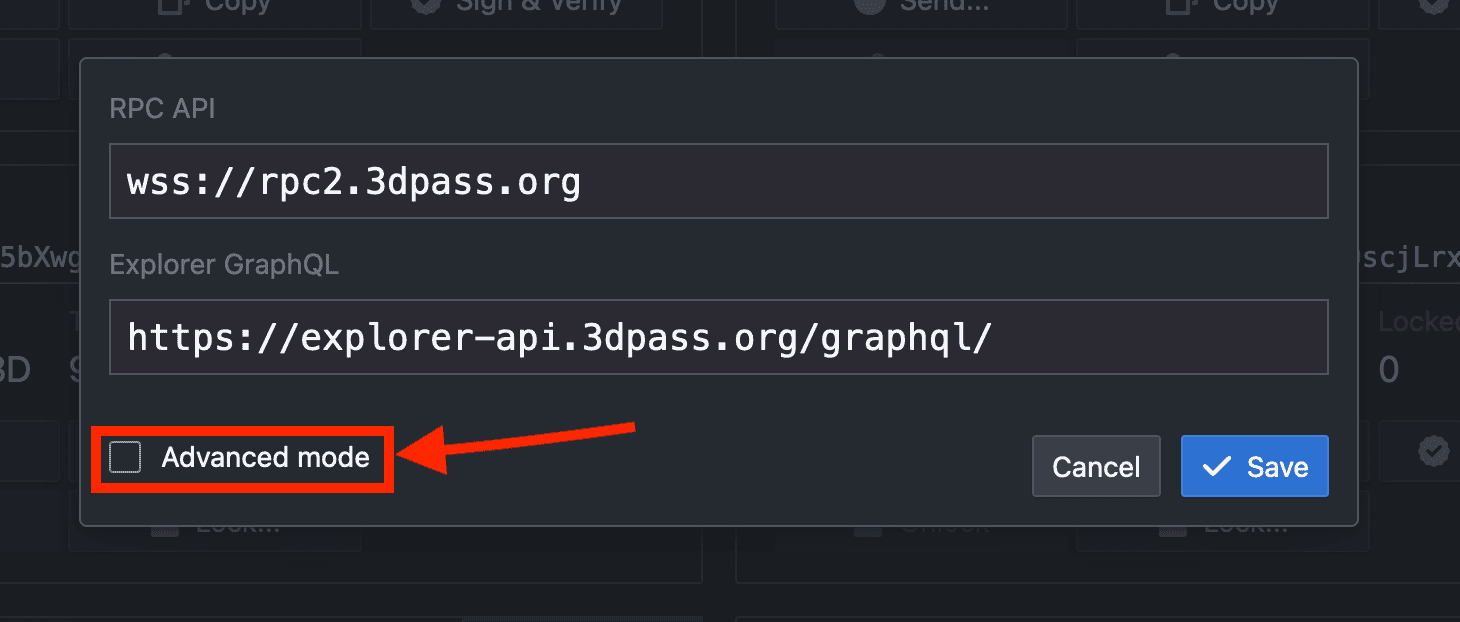 Copy
Sign & Verify
Send...
Copy
RPC API
wss://rpc2.3dpass.org
5bXwg
scjLrx
Explorer GraphQL
https://explorer-api.3dpass.org/graphql/
Locked
3D
0
Advanced mode
Cancel
Save
Lock...
Unlock
Lock...